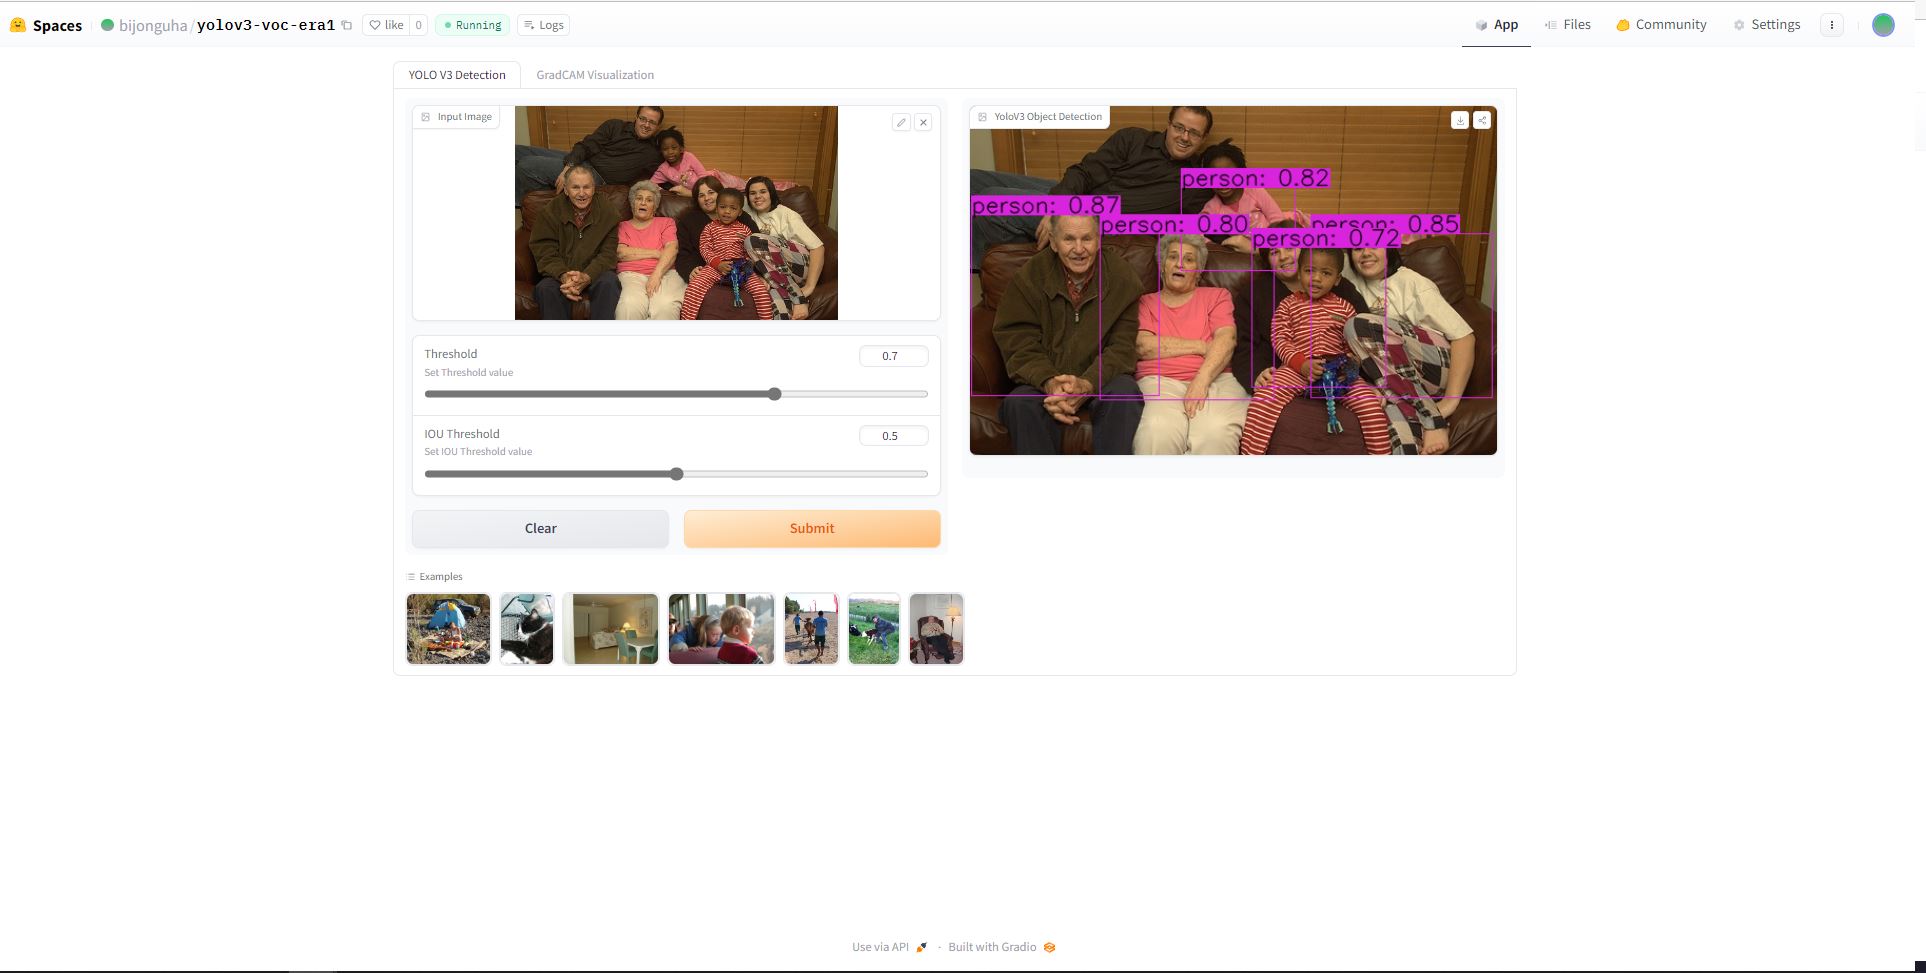 Spaces bijonguha/yolov3-voc-era1 like 0 Running Logs App Files Community Settings
YOLO V3 Detection GradCAM Visualization
Input Image
YoloV3 Object Detection
person: 0.82
person: 0.87
person: 0.80 person: 0.85
person: 0.72
Threshold 0.7
Set Threshold value
IOU Threshold 0.5
Set IOU Threshold value
Clear Submit
Examples
Use via API · Built with Gradio